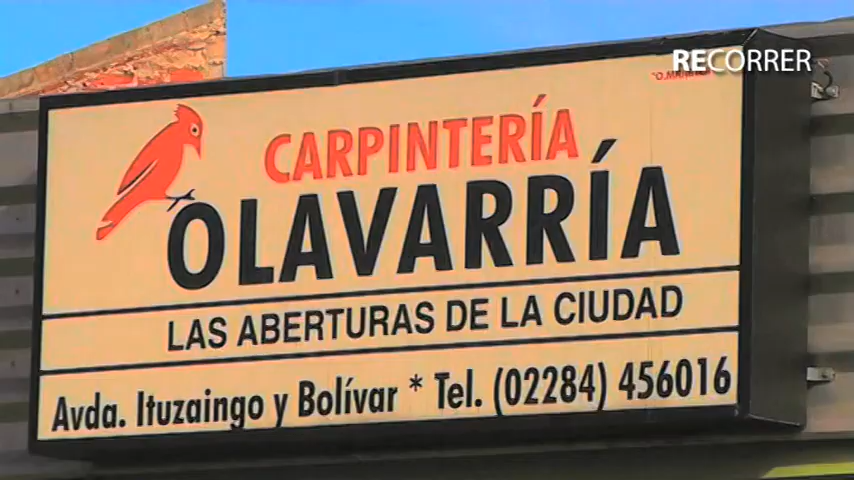 RECORRER
CARPINTERÍA
OLAVARRÍA
LAS ABERTURAS DE LA CIUDAD
Avda. Ituzaingo y Bolívar * Tel. (02284) 456016